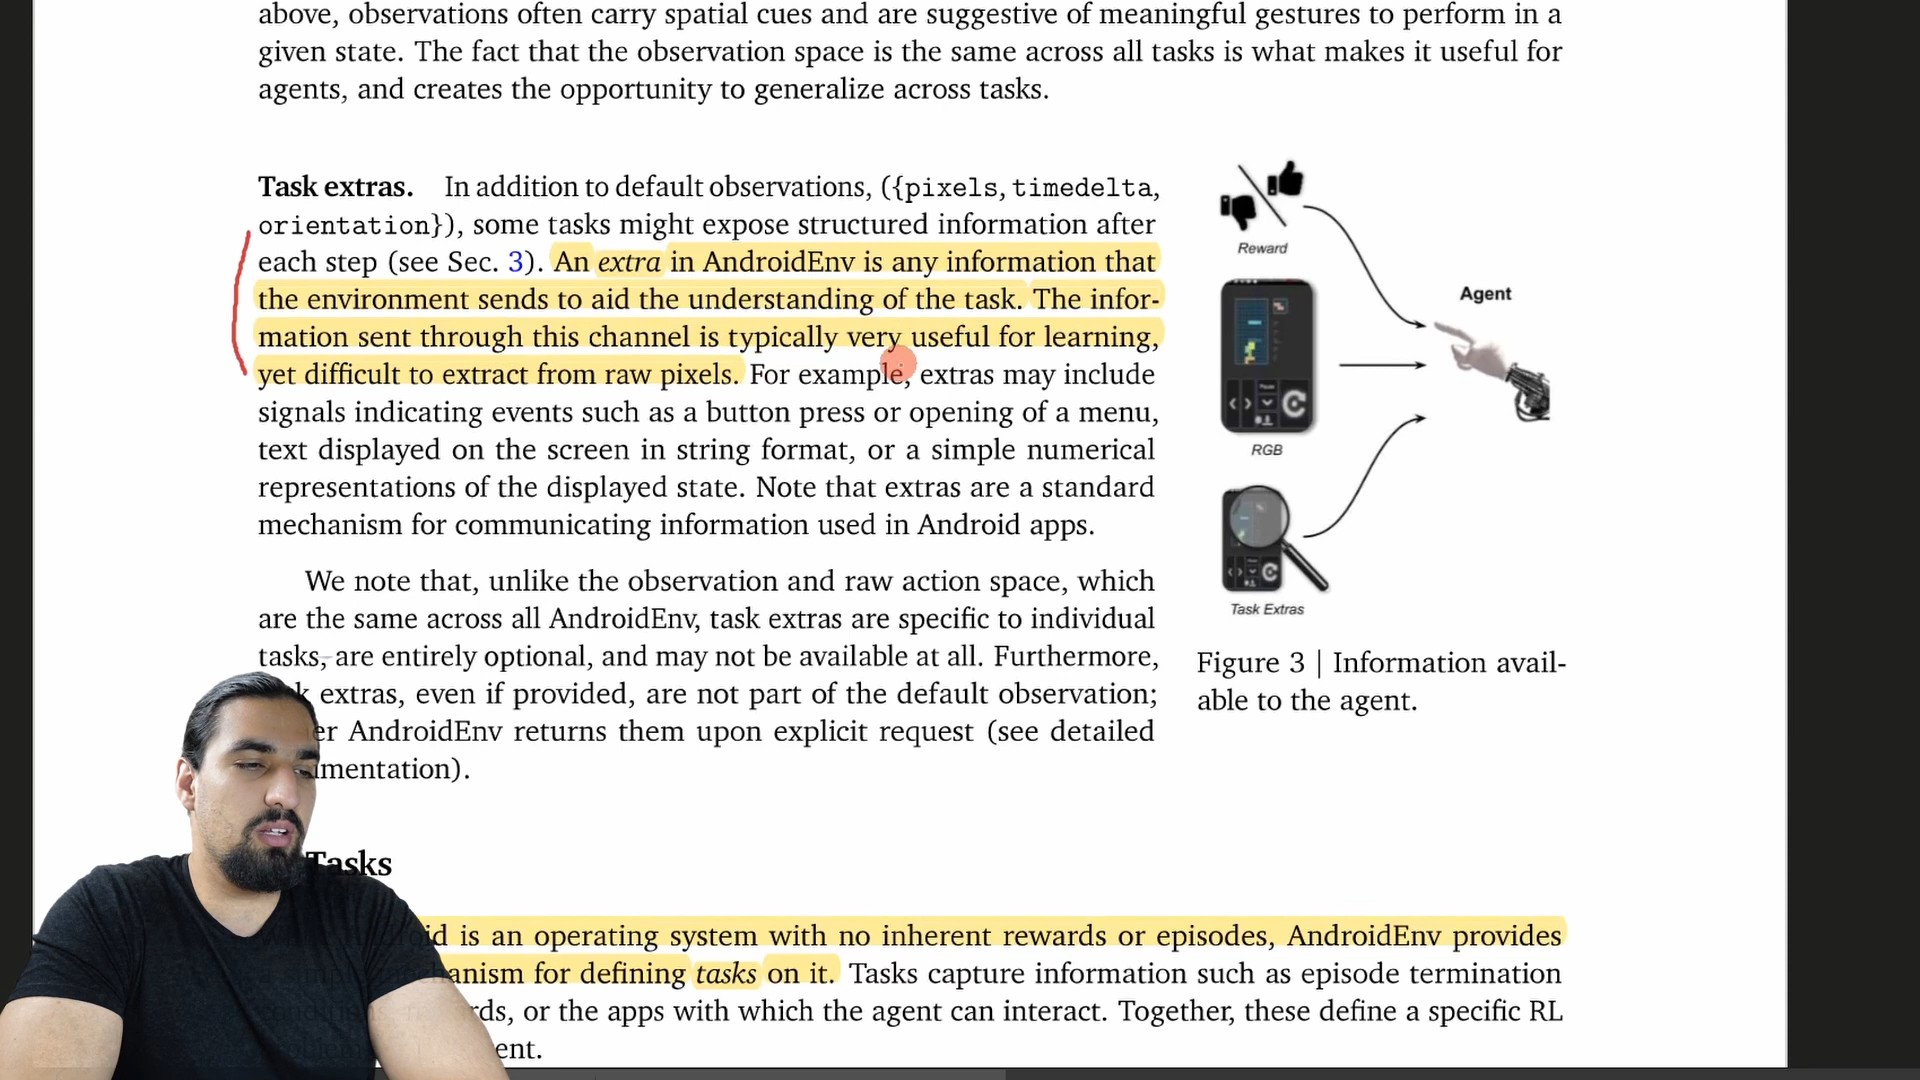 above, observations often carry spatial cues and are suggestive of meaningful gestures to perform in a
given state. The fact that the observation space is the same across all tasks is what makes it useful for
agents, and creates the opportunity to generalize across tasks.
Task extras. In addition to default observations, ({pixels, timedelta,
orientation}), some tasks might expose structured information after
each step (see Sec. 3). An extra in AndroidEnv is any information that
the environment sends to aid the understanding of the task. The infor-
mation sent through this channel is typically very useful for learning,
yet difficult to extract from raw pixels. For example, extras may include
signals indicating events such as a button press or opening of a menu,
text displayed on the screen in string format, or a simple numerical
representations of the displayed state. Note that extras are a standard
mechanism for communicating information used in Android apps.
We note that, unlike the observation and raw action space, which
are the same across all AndroidEnv, task extras are specific to individual
tasks, are entirely optional, and may not be available at all. Furthermore,
extras, even if provided, are not part of the default observation;
AndroidEnv returns them upon explicit request (see detailed
umentation).
Reward
Agent
RGB
Task Extras
Figure 3 | Information avail-
able to the agent.
Tasks
is an operating system with no inherent rewards or episodes, AndroidEnv provides
anism for defining tasks on it. Tasks capture information such as episode termination
rds, or the apps with which the agent can interact. Together, these define a specific RL
ent.